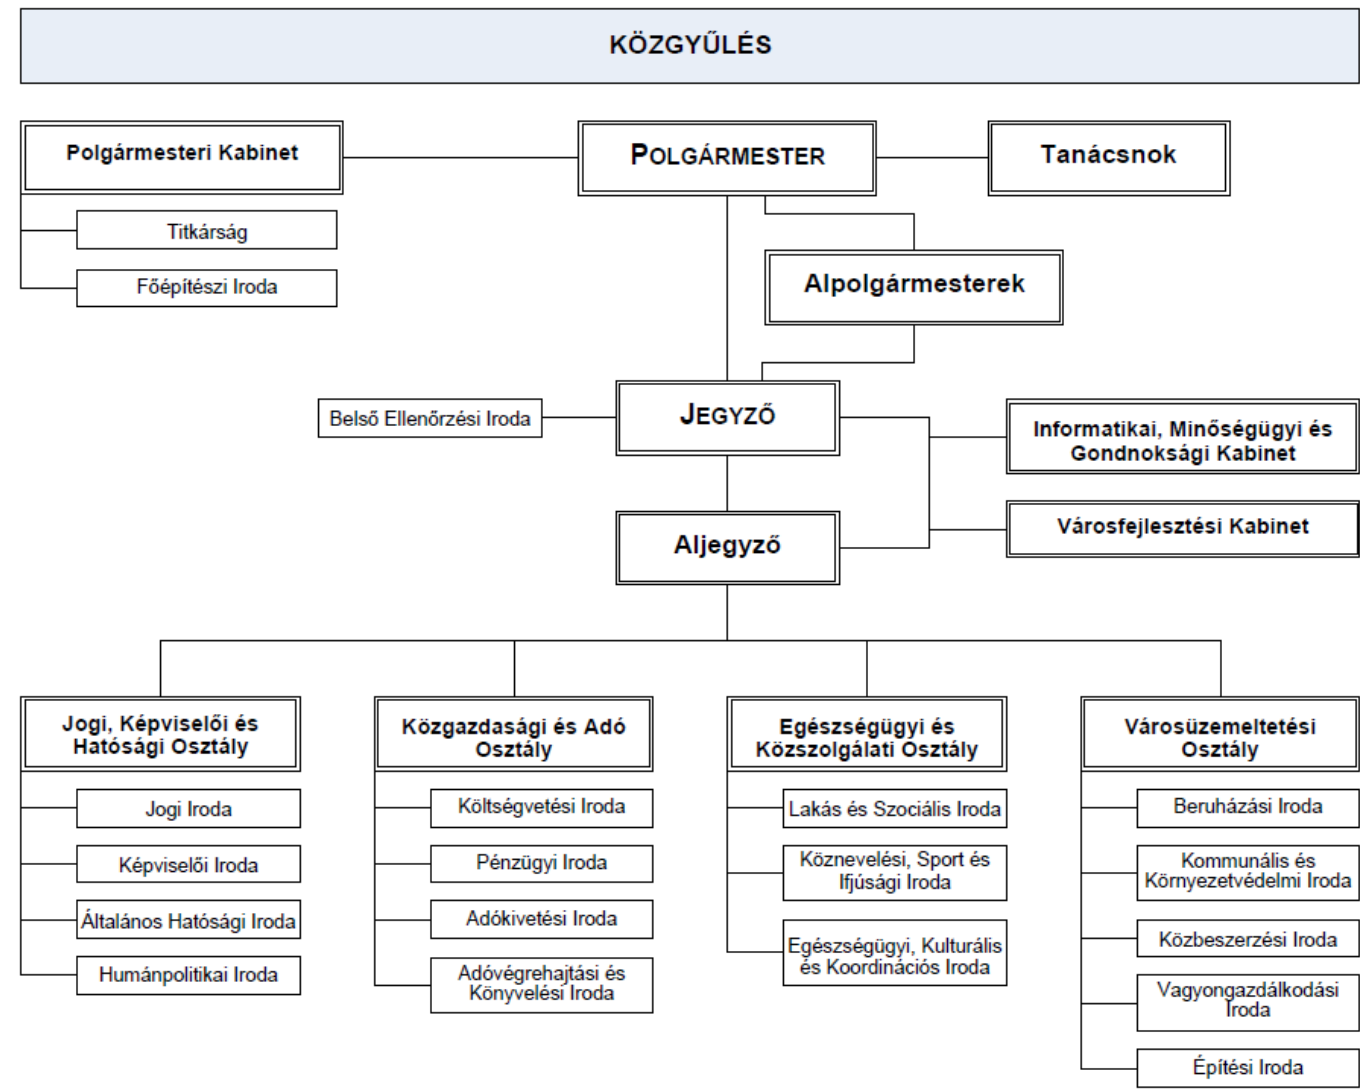 KÖZGYŰLÉS
Polgármesteri Kabinet
POLGÁRMESTER
Tanácsnok
Titkárság
Főépítészi Iroda
Alpolgármesterek
Belső Ellenőrzési Iroda
JEGYZŐ
Informatikai, Minőségügyi és
Gondnoksági Kabinet
Városfejlesztési Kabinet
Aljegyző
Jogi, Képviselői és
Hatósági Osztály
Jogi Iroda
Képviselői Iroda
Általános Hatósági Iroda
Humánpolitikai Iroda
Közgazdasági és Adó
Osztály
Költségvetési Iroda
Pénzügyi Iroda
Adókivetési Iroda
Adóvégrehajtási és
Könyvelési Iroda
Egészségügyi és
Közszolgálati Osztály
Lakás és Szociális Iroda
Köznevelési, Sport és
Ifjúsági Iroda
Egészségügyi, Kulturális
és Koordinációs Iroda
Városüzemeltetési
Osztály
Beruházási Iroda
Kommunális és
Környezetvédelmi Iroda
Közbeszerzési Iroda
Vagyongazdálkodási
Iroda
Építési Iroda